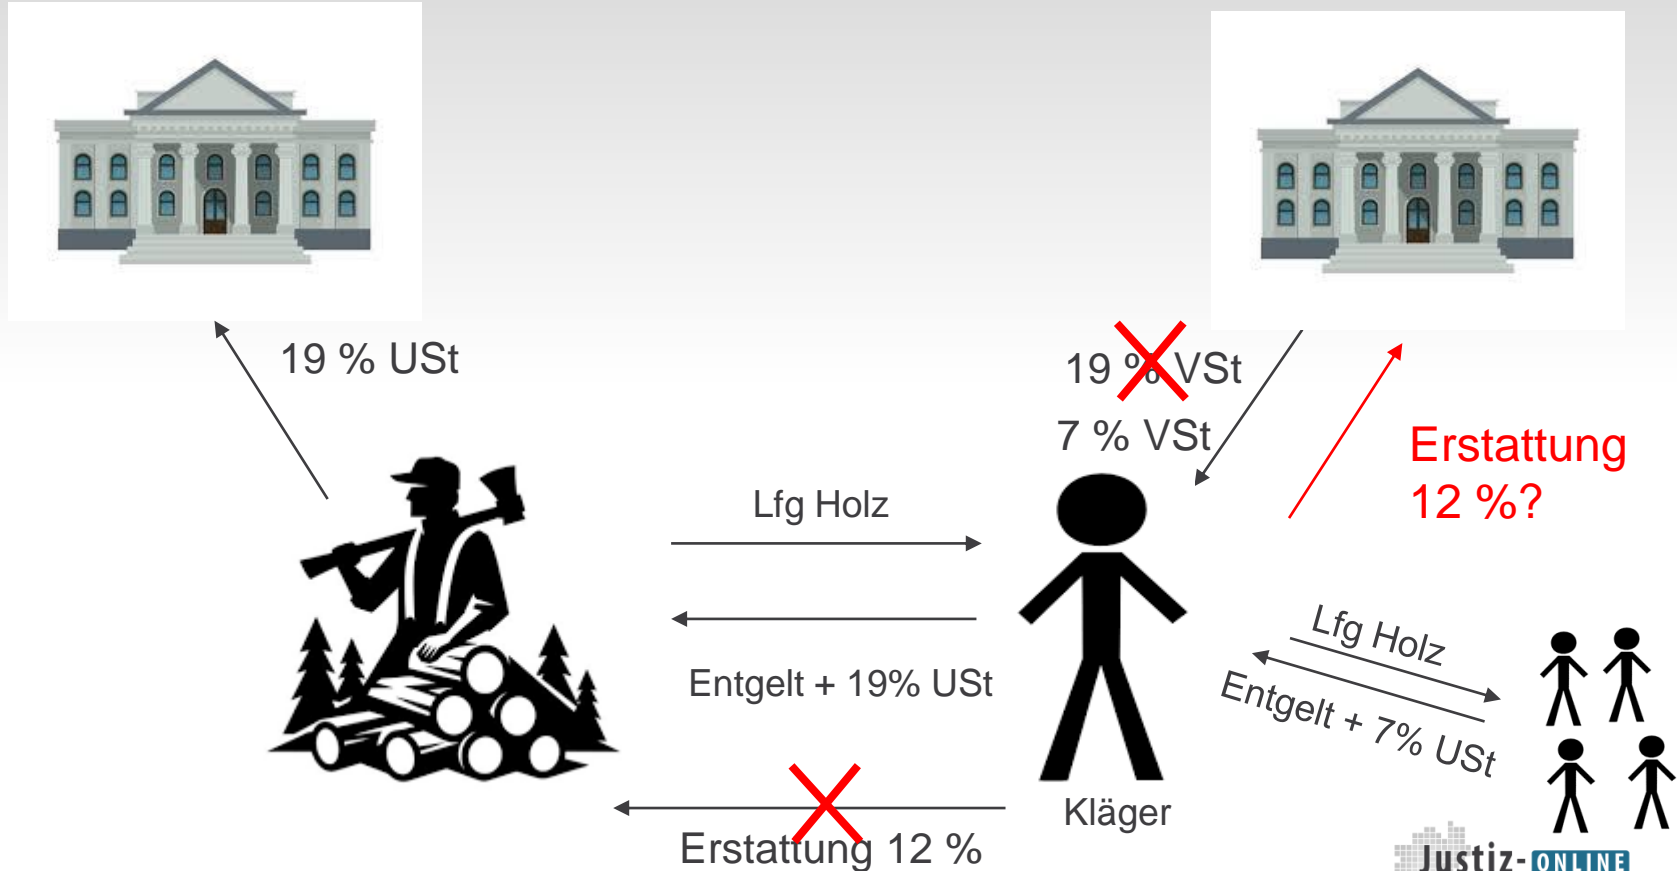 19 % USt
19 % VSt
7 % VSt
Erstattung
12 %?
Lfg Holz
Entgelt + 19% USt
Lfg Holz
Entgelt + 7% USt
Kläger
Erstattung 12 %
Justiz-ONLINE